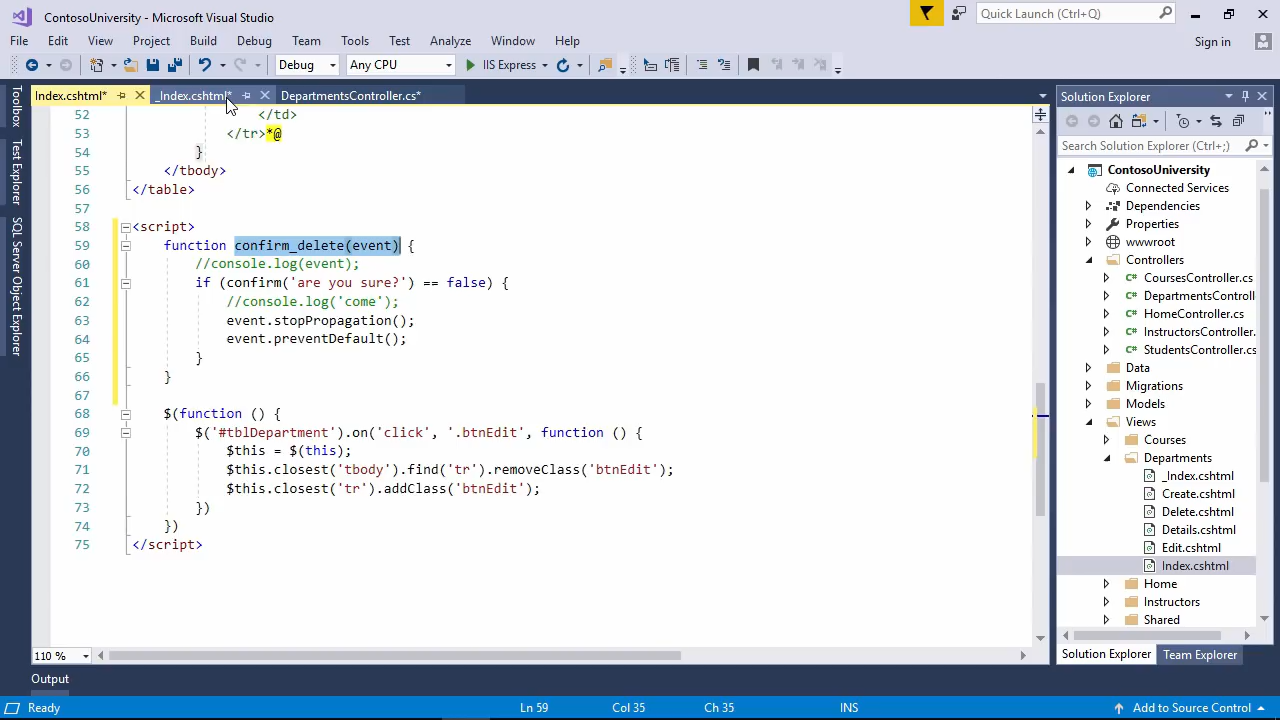 ContosoUniversity - Microsoft Visual Studio
Quick Launch (Ctrl+Q)
File Edit View Project Build Debug Team Tools Test Analyze Window Help
Sign in
Debug Any CPU IIS Express
Index.cshtml* _Index.cshtml* DepartmentsController.cs*
Toolbox
Test Explorer
SQL Server Object Explorer
52 </td>
53 </tr>*@
54 }
55 </tbody>
56 </table>
57
58 <script>
59 function confirm_delete(event) {
60 //console.log(event);
61 if (confirm('are you sure?') == false) {
62 //console.log('come');
63 event.stopPropagation();
64 event.preventDefault();
65 }
66 }
67
68 $(function () {
69 $('#tblDepartment').on('click', '.btnEdit', function () {
70 $this = $(this);
71 $this.closest('tbody').find('tr').removeClass('btnEdit');
72 $this.closest('tr').addClass('btnEdit');
73 })
74 })
75 </script>
110 %
Solution Explorer
Search Solution Explorer (Ctrl+;)
ContosoUniversity
Connected Services
Dependencies
Properties
wwwroot
Controllers
C# CoursesController.cs
C# DepartmentsControll
C# HomeController.cs
C# InstructorsController.
C# StudentsController.cs
Data
Migrations
Models
Views
Courses
Departments
_Index.cshtml
Create.cshtml
Delete.cshtml
Details.cshtml
Edit.cshtml
Index.cshtml
Home
Instructors
Shared
Solution Explorer Team Explorer
Output
Ready Ln 59 Col 35 Ch 35 INS Add to Source Control